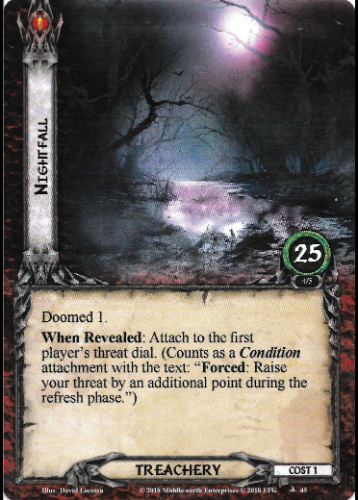 NIGHTFALL
25
4/5
Doomed 1.
When Revealed: Attach to the first
player's threat dial. (Counts as a Condition
attachment with the text: "Forced: Raise
your threat by an additional point during the
refresh phase.")
TREACHERY
COST 1
Illus. David
© 2018 Middle-earth Enterprises © 2018 FFG
45